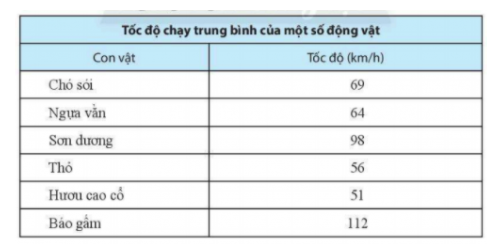 Tốc độ chạy trung bình của một số động vật
Con vật Tốc độ (km/h)
Chó sói 69
Ngựa vằn 64
Sơn dương 98
Thỏ 56
Hươu cao cổ 51
Báo gấm 112